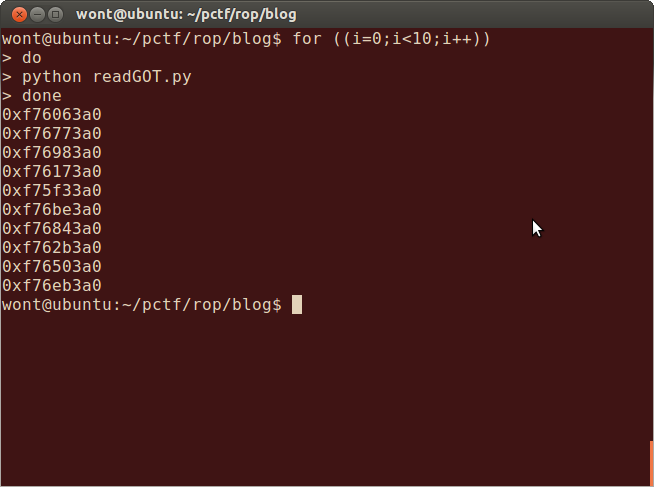 wont@ubuntu: ~/pctf/rop/blog
wont@ubuntu:~/pctf/rop/blog$ for ((i=0;i<10;i++))
> do
> python readGOT.py
> done
0xf76063a0
0xf76773a0
0xf76983a0
0xf76173a0
0xf75f33a0
0xf76be3a0
0xf76843a0
0xf762b3a0
0xf76503a0
0xf76eb3a0
wont@ubuntu:~/pctf/rop/blog$